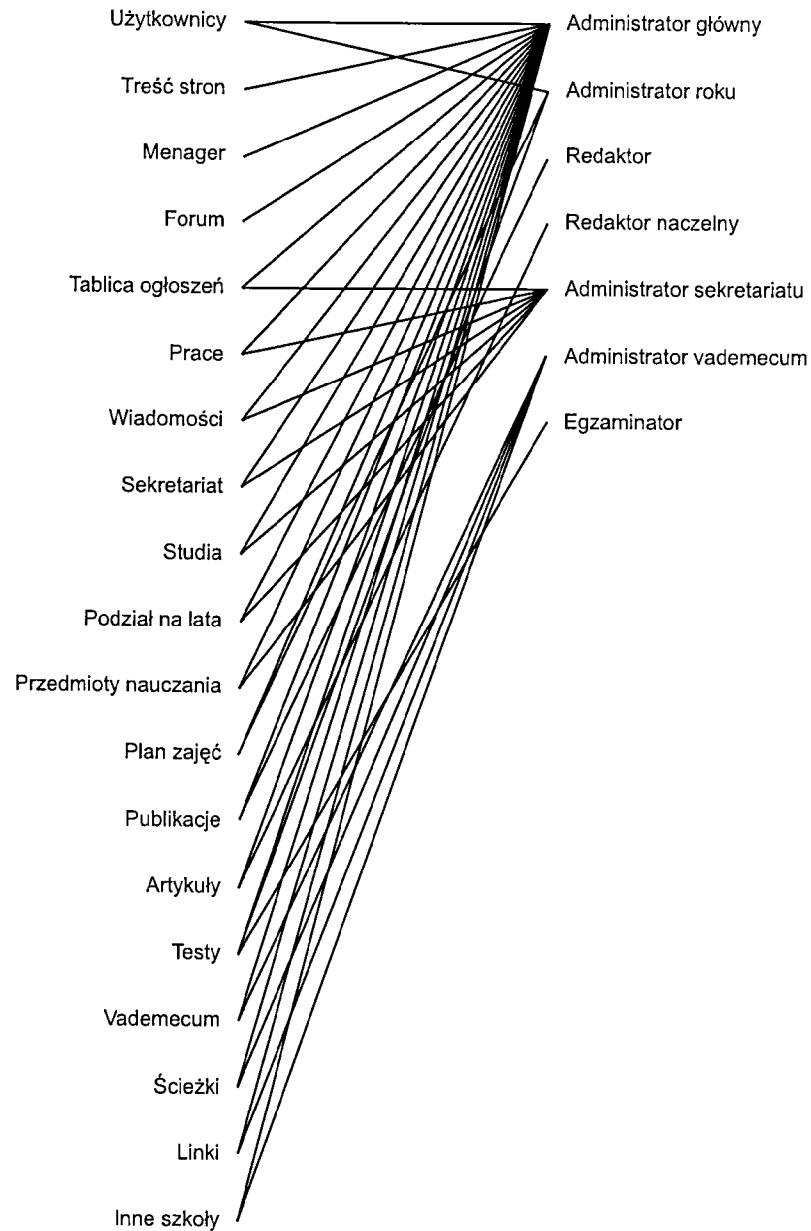 Użytkownicy
Treść stron
Menager
Forum
Tablica ogłoszeń
Prace
Wiadomości
Sekretariat
Studia
Podział na lata
Przedmioty nauczania
Plan zajęć
Publikacje
Artykuły
Testy
Vademecum
Ścieżki
Linki
Inne szkoły
Administrator główny
Administrator roku
Redaktor
Redaktor naczelny
Administrator sekretariatu
Administrator vademecum
Egzaminator